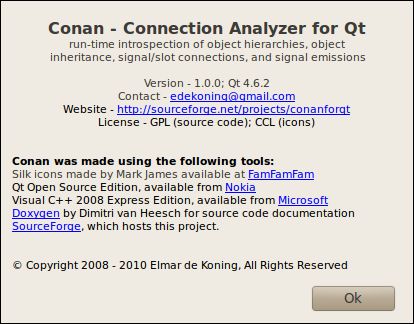 Conan - Connection Analyzer for Qt
run-time introspection of object hierarchies, object
inheritance, signal/slot connections, and signal emissions
Version - 1.0.0; Qt 4.6.2
Contact - edekoning@gmail.com
Website - http://sourceforge.net/projects/conanforqt
License - GPL (source code); CCL (icons)
Conan was made using the following tools:
Silk icons made by Mark James available at FamFamFam
Qt Open Source Edition, available from Nokia
Visual C++ 2008 Express Edition, available from Microsoft
Doxygen by Dimitri van Heesch for source code documentation
SourceForge, which hosts this project.
© Copyright 2008 - 2010 Elmar de Koning, All Rights Reserved
Ok